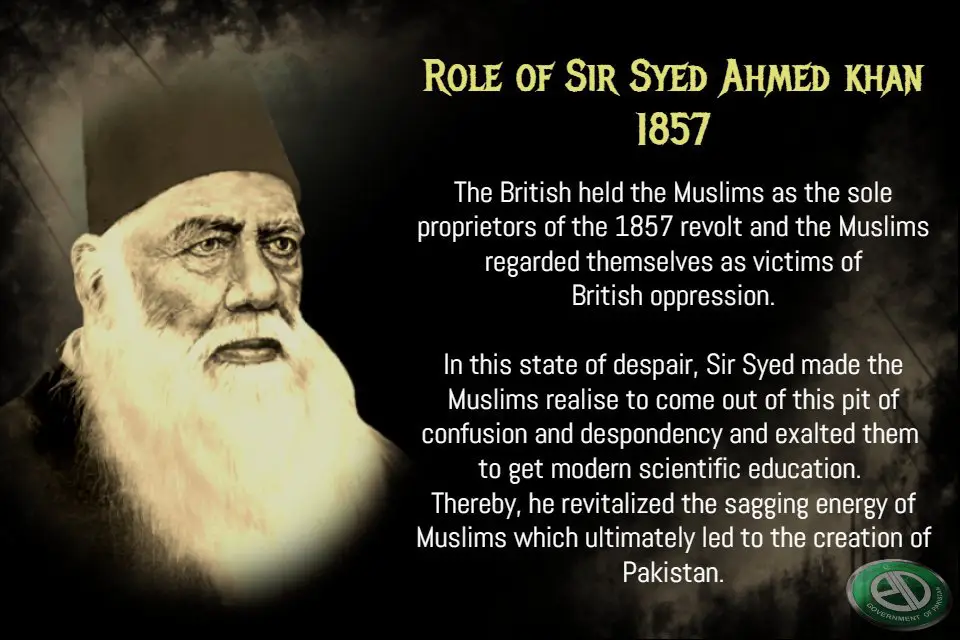 Role of Sir Syed Ahmed khan
1857
The British held the Muslims as the sole
proprietors of the 1857 revolt and the Muslims
regarded themselves as victims of
British oppression.
In this state of despair, Sir Syed made the
Muslims realise to come out of this pit of
confusion and despondency and exalted them
to get modern scientific education.
Thereby, he revitalized the sagging energy of
Muslims which ultimately led to the creation of
Pakistan.
GOVERNMENT OF PAKISTAN